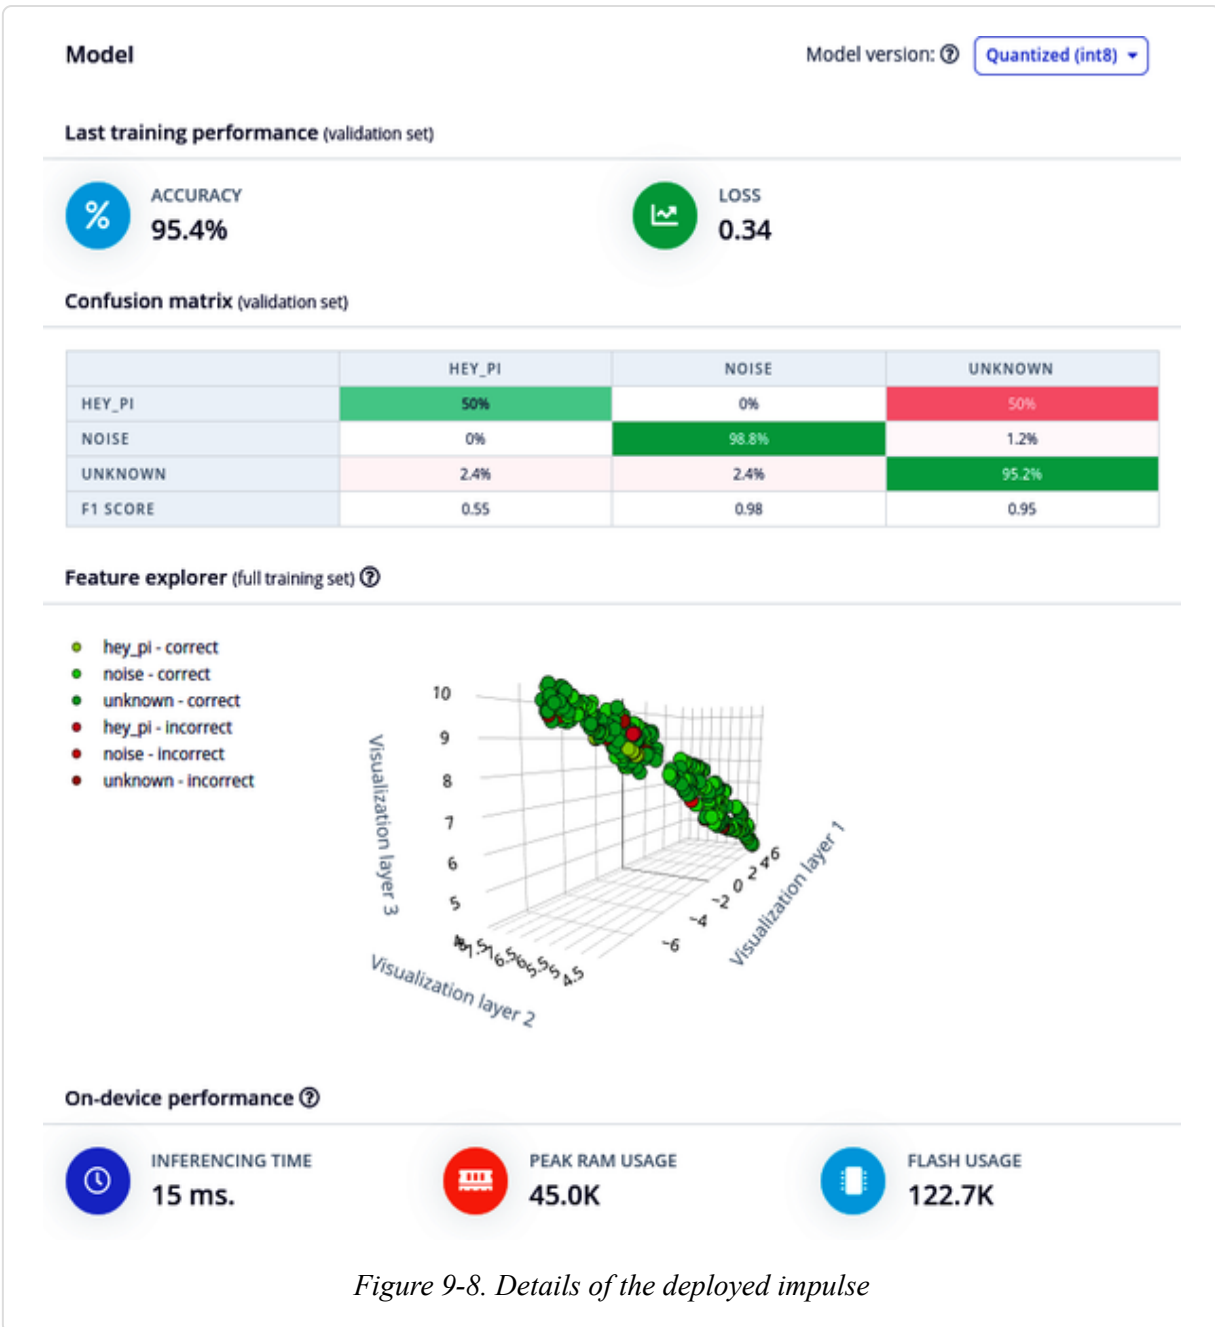 Model
Model version: ? Quantized (int8)
Last training performance (validation set)
% ACCURACY
95.4%
LOSS
0.34
Confusion matrix (validation set)
HEY_PI NOISE UNKNOWN
HEY_PI 50% 0% 50%
NOISE 0% 98.8% 1.2%
UNKNOWN 2.4% 2.4% 95.2%
F1 SCORE 0.55 0.98 0.95
Feature explorer (full training set) ?
hey_pi - correct
noise - correct
unknown - correct
hey_pi - incorrect
noise - incorrect
unknown - incorrect
10
9
8
7
6
5
Visualization layer 3
4.5
Visualization layer 2
-6
-4
-2
0
2
4
6
Visualization layer 1
On-device performance ?
INFERENCING TIME
15 ms.
PEAK RAM USAGE
45.0K
FLASH USAGE
122.7K
Figure 9-8. Details of the deployed impulse